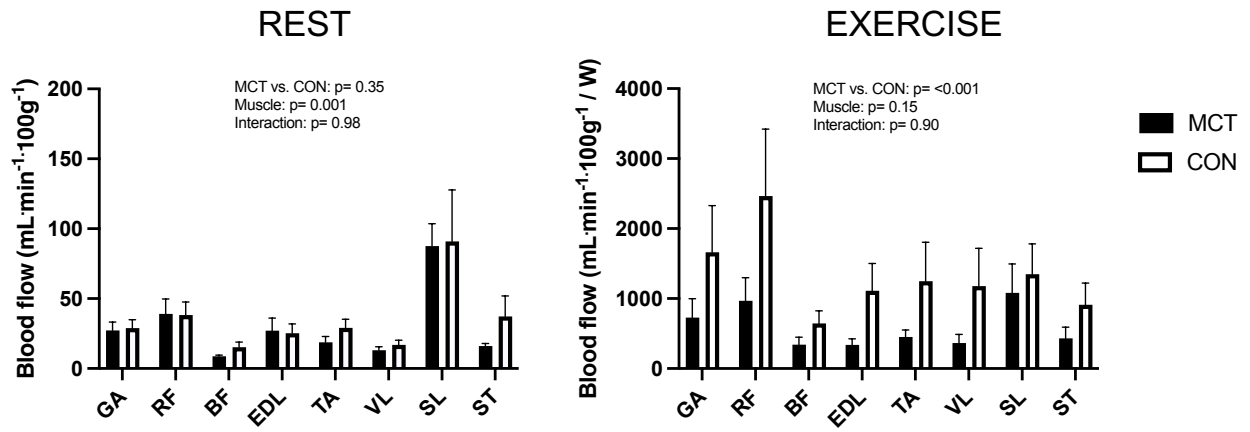 REST
MCT vs. CON: p= 0.35
Muscle: p= 0.001
Interaction: p= 0.98
Blood flow (mL·min⁻¹·100g⁻¹)
200
150
100
50
0
GA RF BF EDL TA VL SL ST
EXERCISE
MCT vs. CON: p= <0.001
Muscle: p= 0.15
Interaction: p= 0.90
Blood flow (mL·min⁻¹·100g⁻¹ / W)
4000
3000
2000
1000
0
GA RF BF EDL TA VL SL ST
MCT
CON